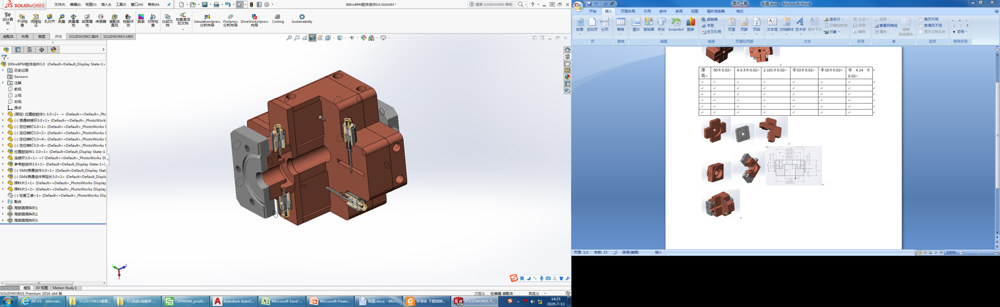 SOLIDWORKS 文件(F) 编辑(E) 视图(V) 插入(I) 工具(T) 窗口(W) 帮助(H)
300nsBPM腔体组件3.0.SLDASM *
搜索 SOLIDWORKS 帮助
设计算例
干涉检查
间隙验证
孔对齐
测量
质量属性
剖面属性
传感器
装配体直观
性能评估
曲率
对称检查
比较文档
检查激活的文档
SimulationXpress 分析向导
FloXpress 分析向导
DriveWorksXpress 向导
Costing
Sustainability
装配体 布局 草图 评估 SOLIDWORKS 插件 SOLIDWORKS MBD
300nsBPM腔体组件3.0 (Default<Default_Display State-1>
历史记录
Sensors
注解
前视
上视
右视
原点
(固定) 位置腔腔体1-3.0<2> -> (Default<<Default>_Pho
(-) 馈通转接环3.0<1> (Default<<Default>_PhotoWork
(-) 定位销钉3.0<1> (Default<<Default>_PhotoWorks D
(-) 定位销钉3.0<2> (Default<<Default>_PhotoWorks D
(-) 定位销钉3.0<4> (Default<<Default>_PhotoWorks D
(-) 定位销钉3.0<6> (Default<<Default>_PhotoWorks D
位置腔组件1-3.0<1> (Default<Default_Display State-1
连接环3.0<1>->? (Default<<Default>_PhotoWorks Di
参考腔组件3.0<1> (Default<Default_Display State-1>)
(-) SMA馈通组件3.0<1> (Default<Default_Display Stat
(-) SMA馈通组件带延长3.0<1> (Default<Default_Displa
焊料片2<1> (Default<<Default>_PhotoWorks Display
焊料片2<2> (Default<<Default>_PhotoWorks Display
(-) 检查工装<1> (Default<<Default>_PhotoWorks Disp
配合
局部圆周阵列1
局部圆周阵列2
局部圆周阵列3
模型 3D 视图 Motion Study 1
SOLIDWORKS Premium 2016 x64 版
欠定义 在编辑 装配体 自定义
英
A8-V5 - Internet...
E:\20170615桌面...
D:\民品\高能所-...
CBPM300_positi...
Autodesk AutoC...
Microsoft Excel ...
Microsoft Powe...
贴图.docx - Micr...
外导体 下扼流结...
SOLIDWORKS P...
14:25
2020-7-13
图片工具
贴图.docx - Microsoft Word
开始 插入 页面布局 引用 邮件 审阅 视图 福昕阅读器 格式
封面 空白页 分页
表格
图片 剪贴画 形状 SmartArt 图表
超链接
书签
交叉引用
页眉 页脚 页码
文本框 文档部件 艺术字 首字下沉
签名行
日期和时间
对象
公式
符号
编号
选择
查看网格线
属性
绘制斜线表头
首页不同
奇偶页不同
显示文档文字
符号
页 表格 插图 链接 页眉和页脚 文本 符号 表 选项 特殊符号
序号 50±0.02 4-3.5±0.02 2-101±0.02 Φ33±0.02 Φ16±0.02 Φ 4.14 ± 0.02
页面: 1/1 字数: 23 英语(美国) 插入 100%